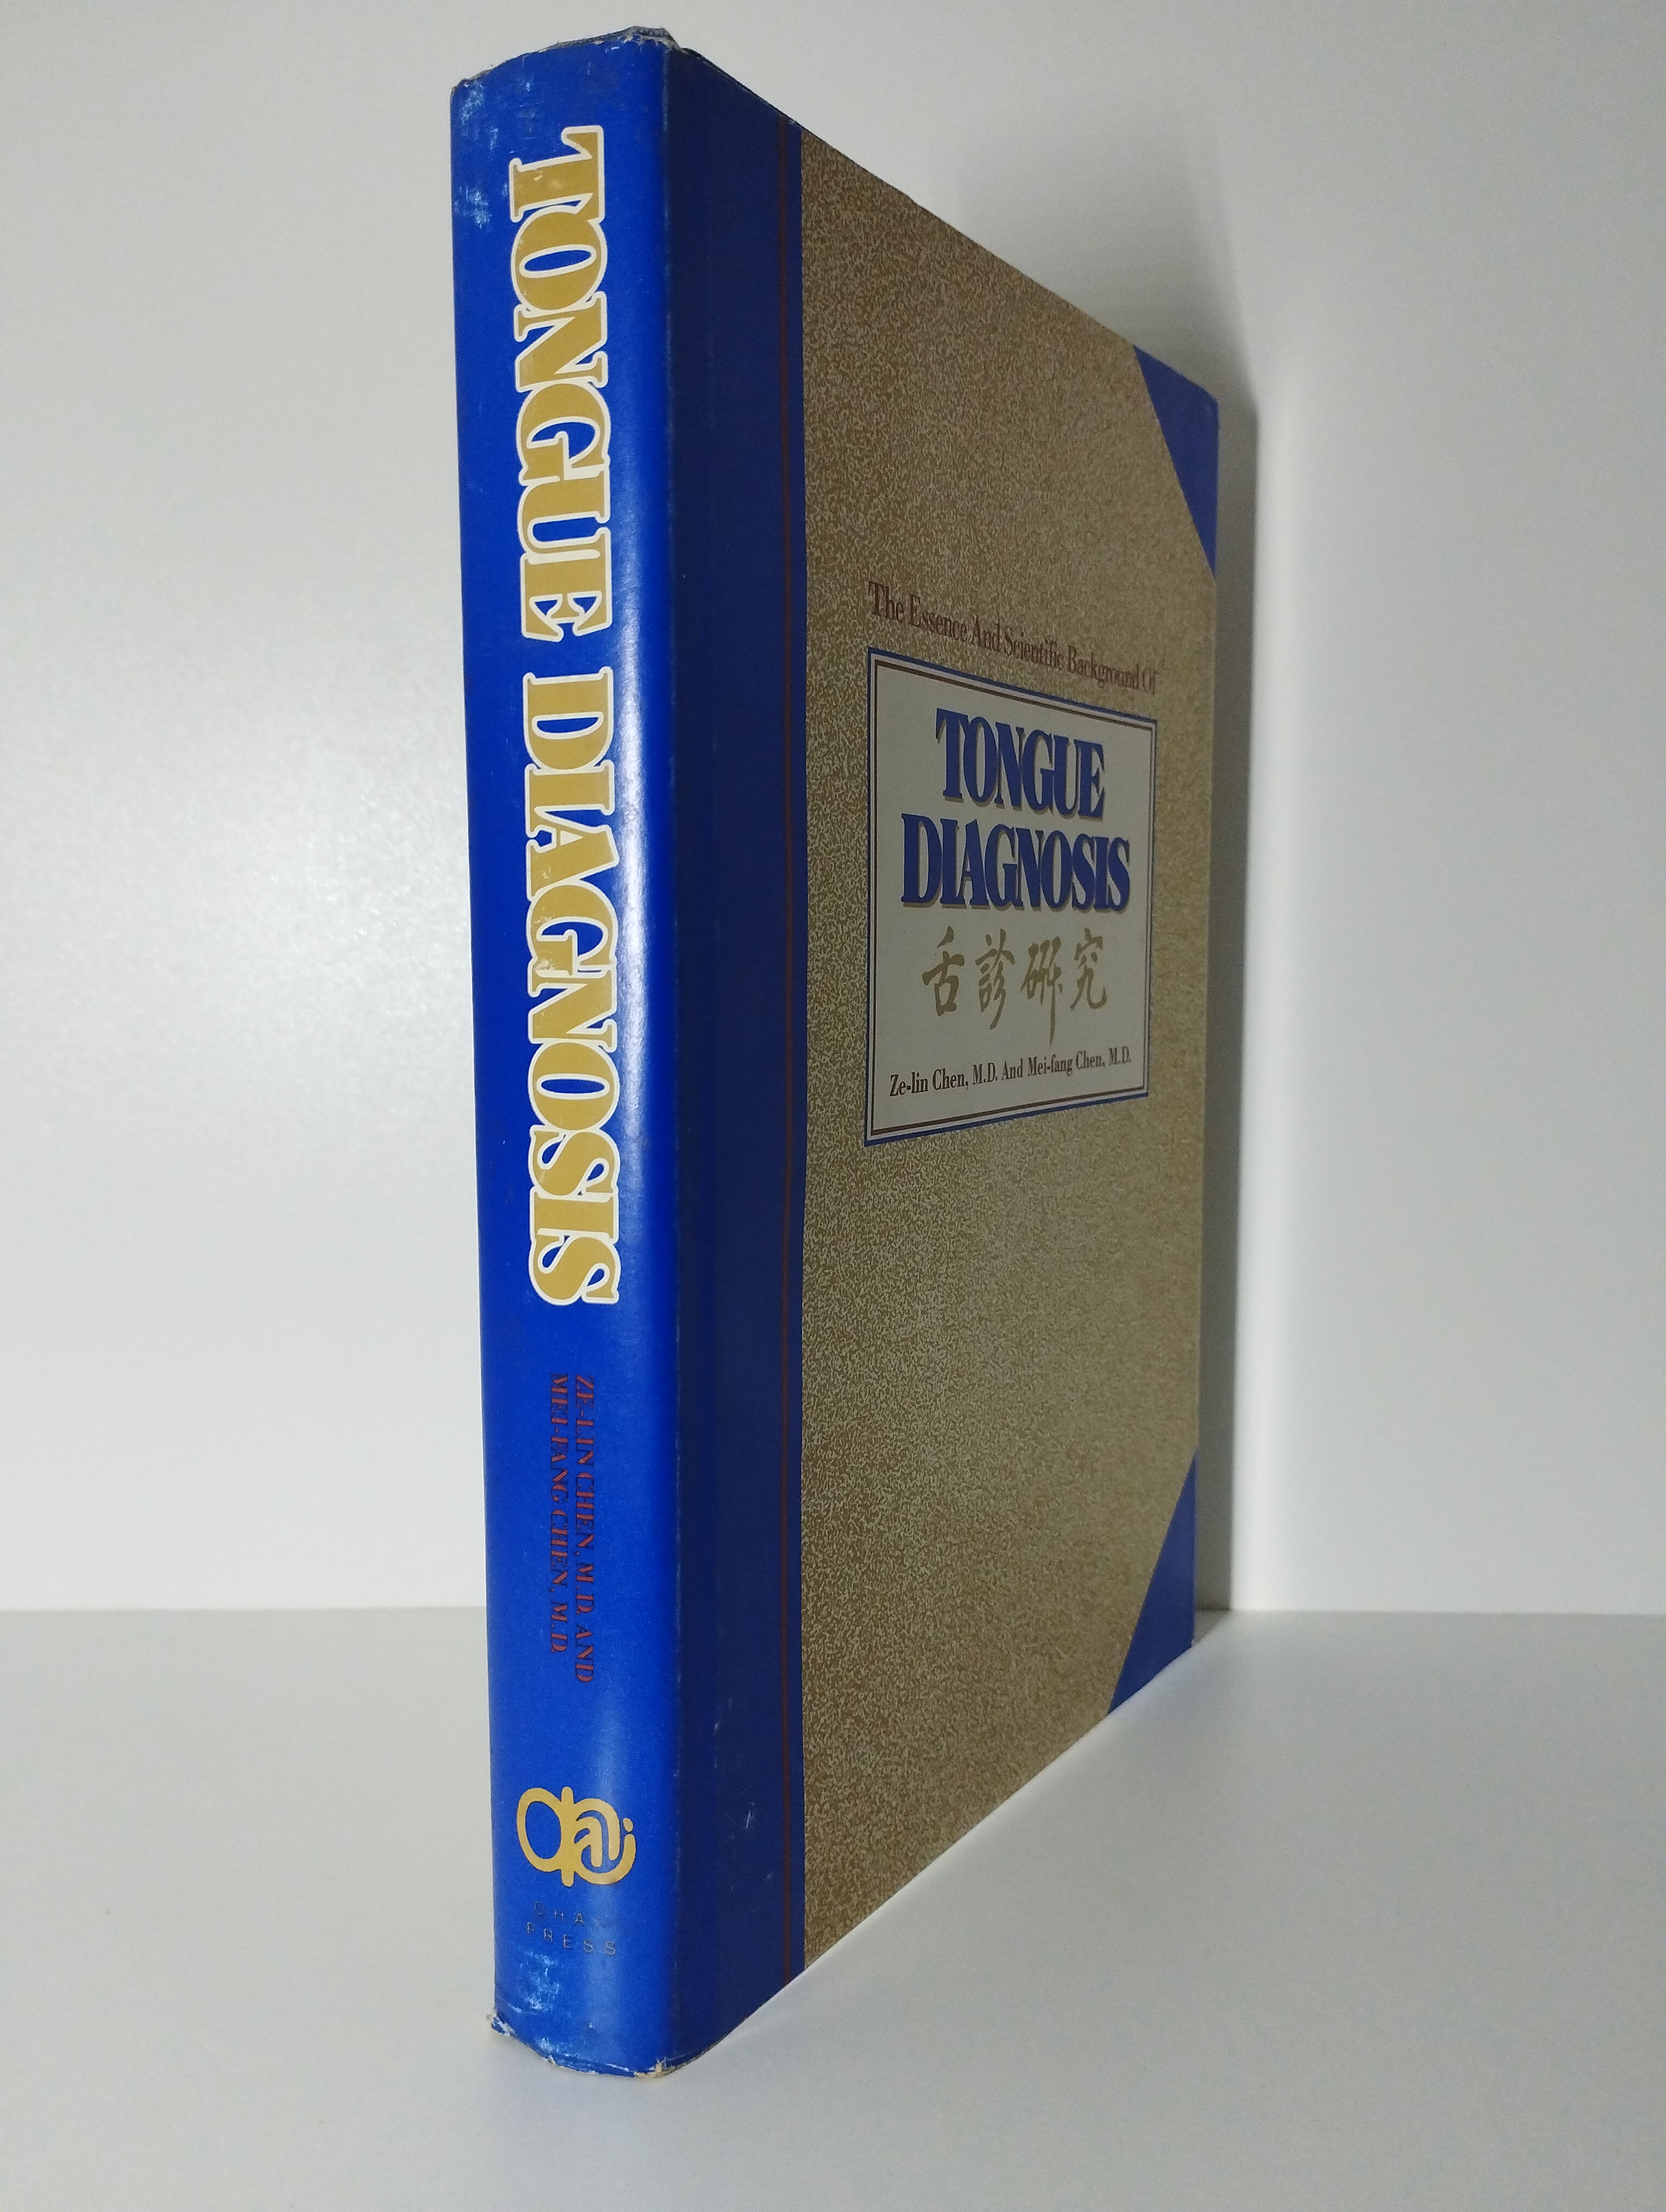 TONGUE DIAGNOSIS
ZE-LIN CHEN, M.D. AND
MEI-FANG CHEN, M.D.
PRESS
The Essence And Scientific Background Of
TONGUE
DIAGNOSIS
舌診研究
Ze-lin Chen, M.D. And Mei-fang Chen, M.D.